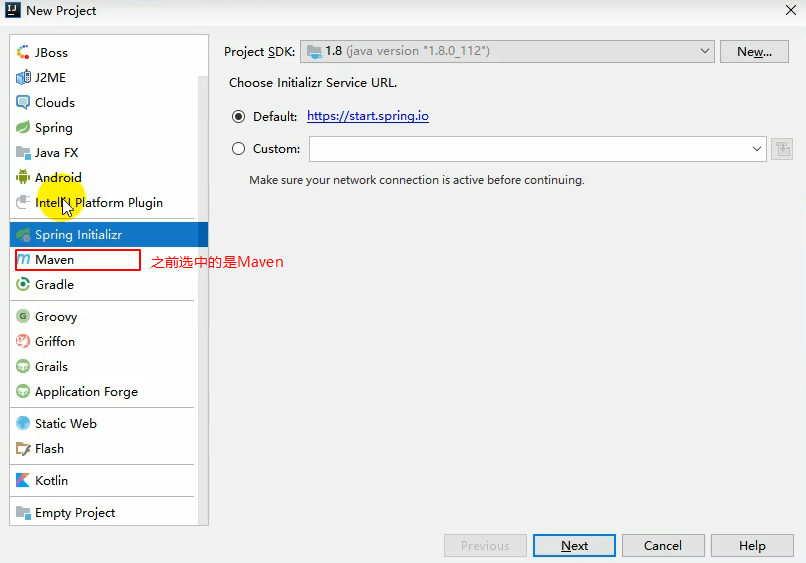 New Project
JBoss
J2ME
Clouds
Spring
Java FX
Android
IntelliJ Platform Plugin
Spring Initializr
Maven
Gradle
Groovy
Griffon
Grails
Application Forge
Static Web
Flash
Kotlin
Empty Project
之前选中的是Maven
Project SDK: 1.8 (java version "1.8.0_112") New...
Choose Initializr Service URL.
Default: https://start.spring.io
Custom:
Make sure your network connection is active before continuing.
Previous Next Cancel Help